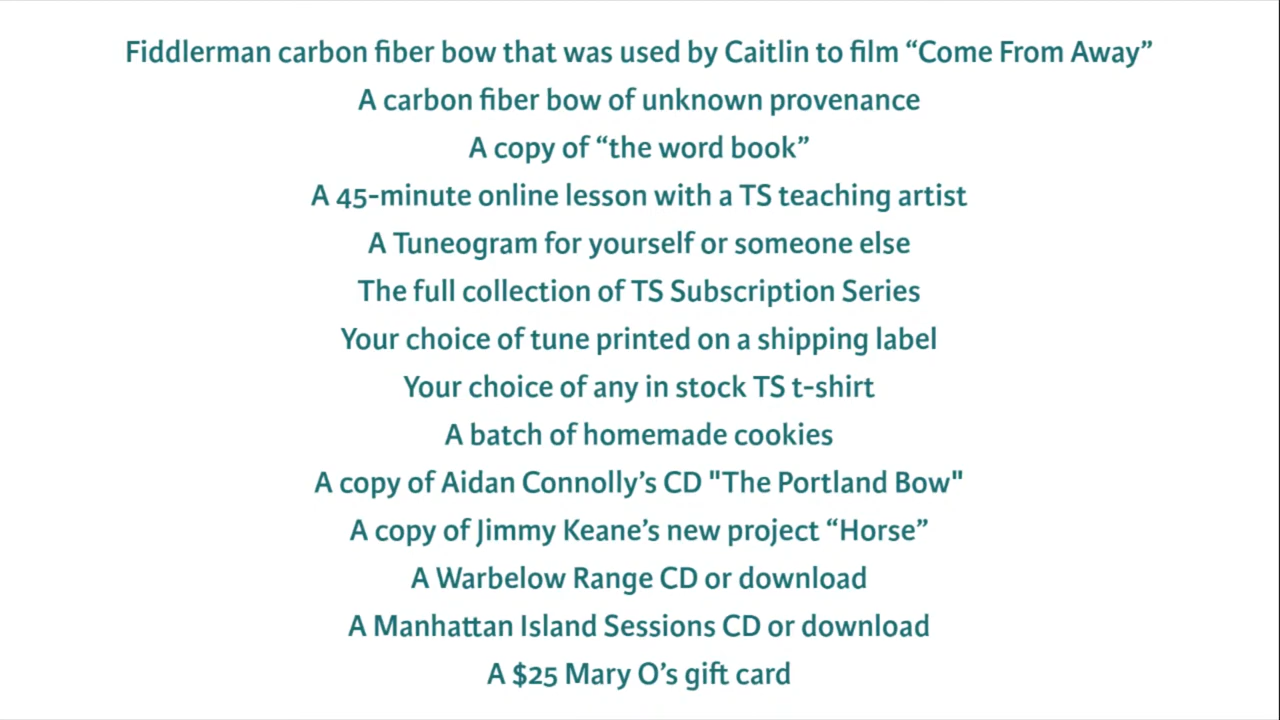 Fiddlerman carbon fiber bow that was used by Caitlin to film “Come From Away”
A carbon fiber bow of unknown provenance
A copy of “the word book”
A 45-minute online lesson with a TS teaching artist
A Tuneogram for yourself or someone else
The full collection of TS Subscription Series
Your choice of tune printed on a shipping label
Your choice of any in stock TS t-shirt
A batch of homemade cookies
A copy of Aidan Connolly’s CD "The Portland Bow"
A copy of Jimmy Keane’s new project “Horse”
A Warbelow Range CD or download
A Manhattan Island Sessions CD or download
A $25 Mary O’s gift card